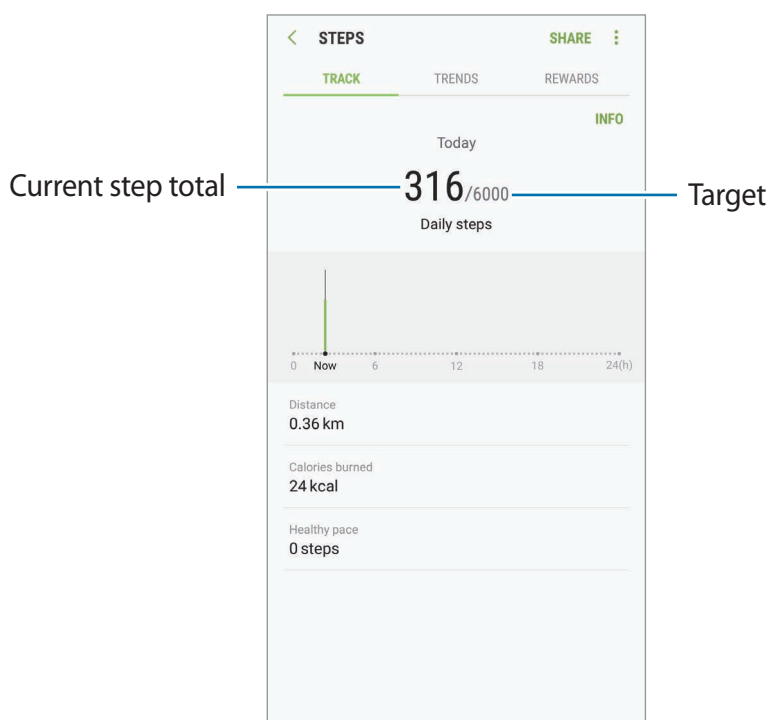 STEPS SHARE
TRACK TRENDS REWARDS
INFO
Today
Current step total 316/6000 Target
Daily steps
0 Now 6 12 18 24(h)
Distance
0.36 km
Calories burned
24 kcal
Healthy pace
0 steps